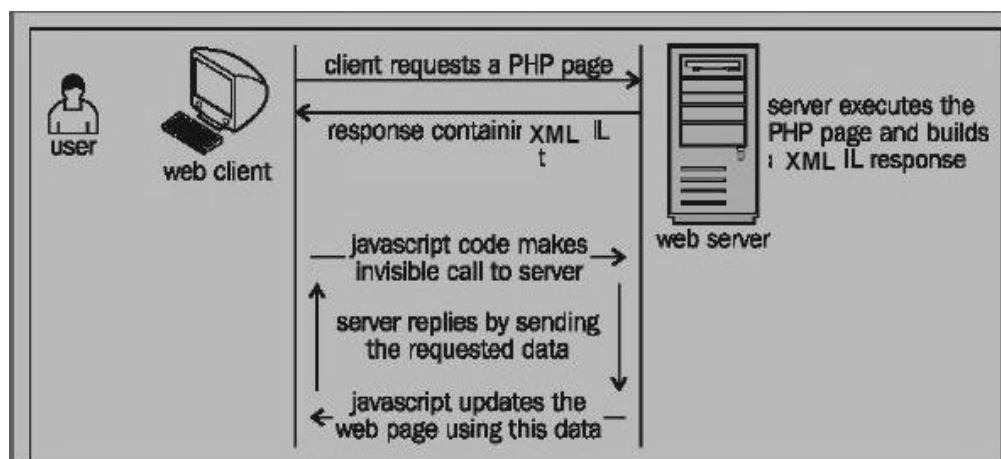 client requests a PHP page
response containir XML IL
t
user
web client
server executes the
PHP page and builds
: XML IL response
web server
javascript code makes
invisible call to server
server replies by sending
the requested data
javascript updates the
web page using this data